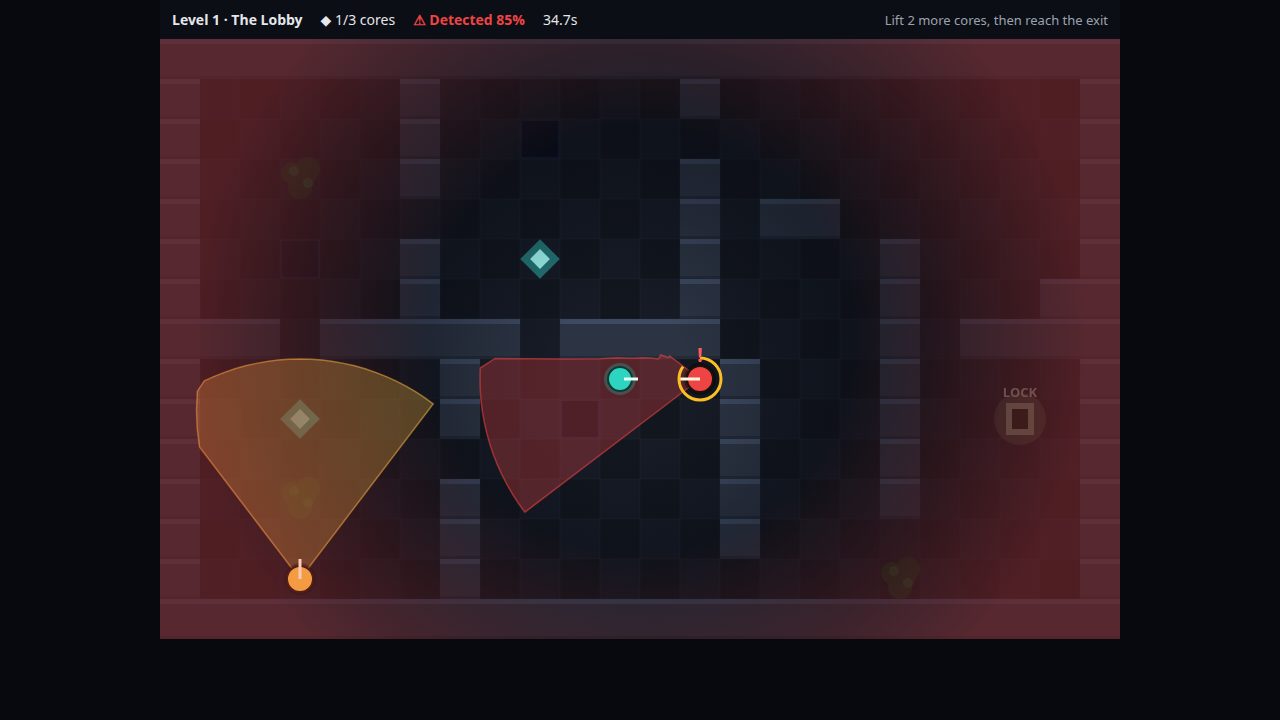 Level 1 · The Lobby ◆ 1/3 cores ⚠ Detected 85% 34.7s Lift 2 more cores, then reach the exit
!
LOCK